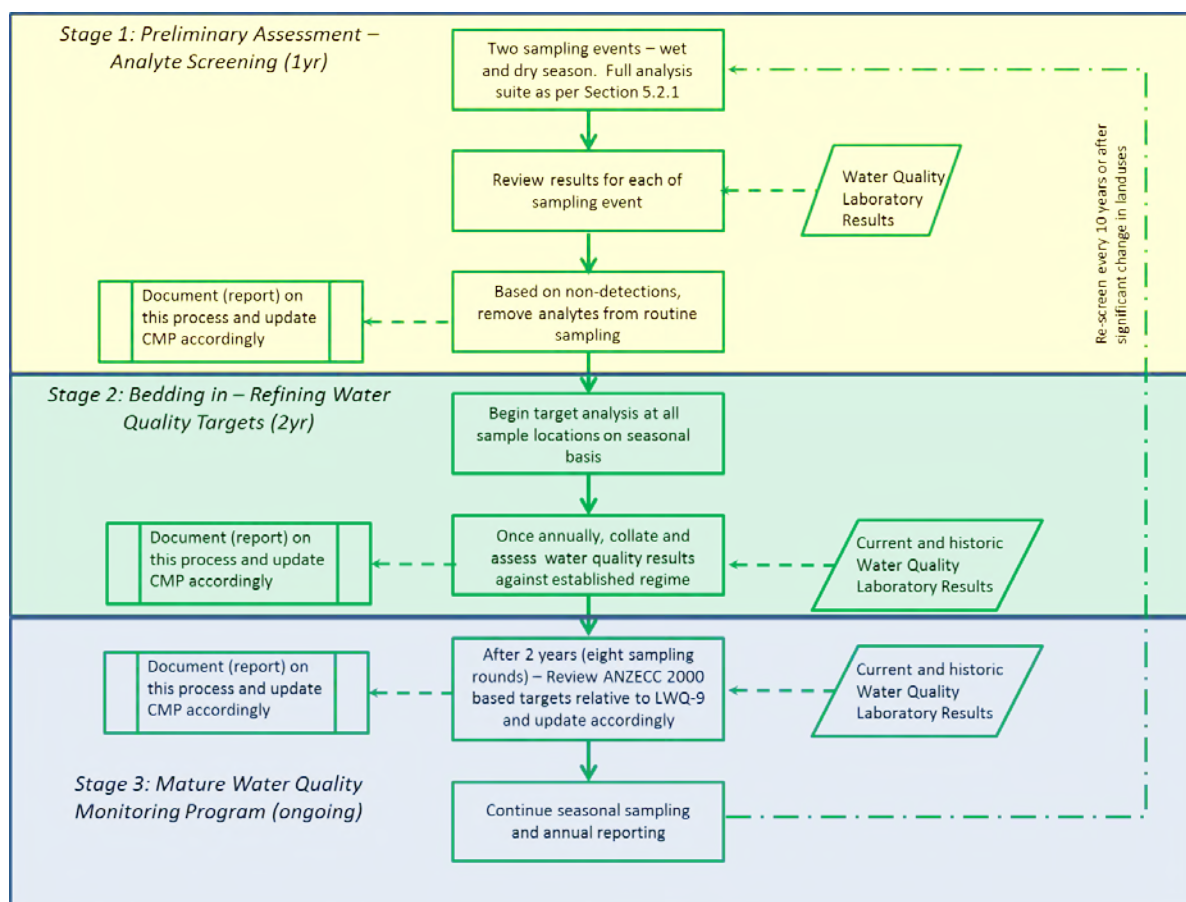 Stage 1: Preliminary Assessment –
Analyte Screening (1yr)
Two sampling events – wet
and dry season. Full analysis
suite as per Section 5.2.1
Review results for each of
sampling event
Water Quality
Laboratory
Results
Re-screen every 10 years or after
significant change in landuses
Based on non-detections,
remove analytes from routine
sampling
Document (report) on
this process and update
CMP accordingly
Stage 2: Bedding in – Refining Water
Quality Targets (2yr)
Begin target analysis at all
sample locations on seasonal
basis
Once annually, collate and
assess water quality results
against established regime
Document (report) on
this process and update
CMP accordingly
Current and historic
Water Quality
Laboratory Results
After 2 years (eight sampling
rounds) – Review ANZECC 2000
based targets relative to LWQ-9
and update accordingly
Document (report) on
this process and update
CMP accordingly
Current and historic
Water Quality
Laboratory Results
Stage 3: Mature Water Quality
Monitoring Program (ongoing)
Continue seasonal sampling
and annual reporting